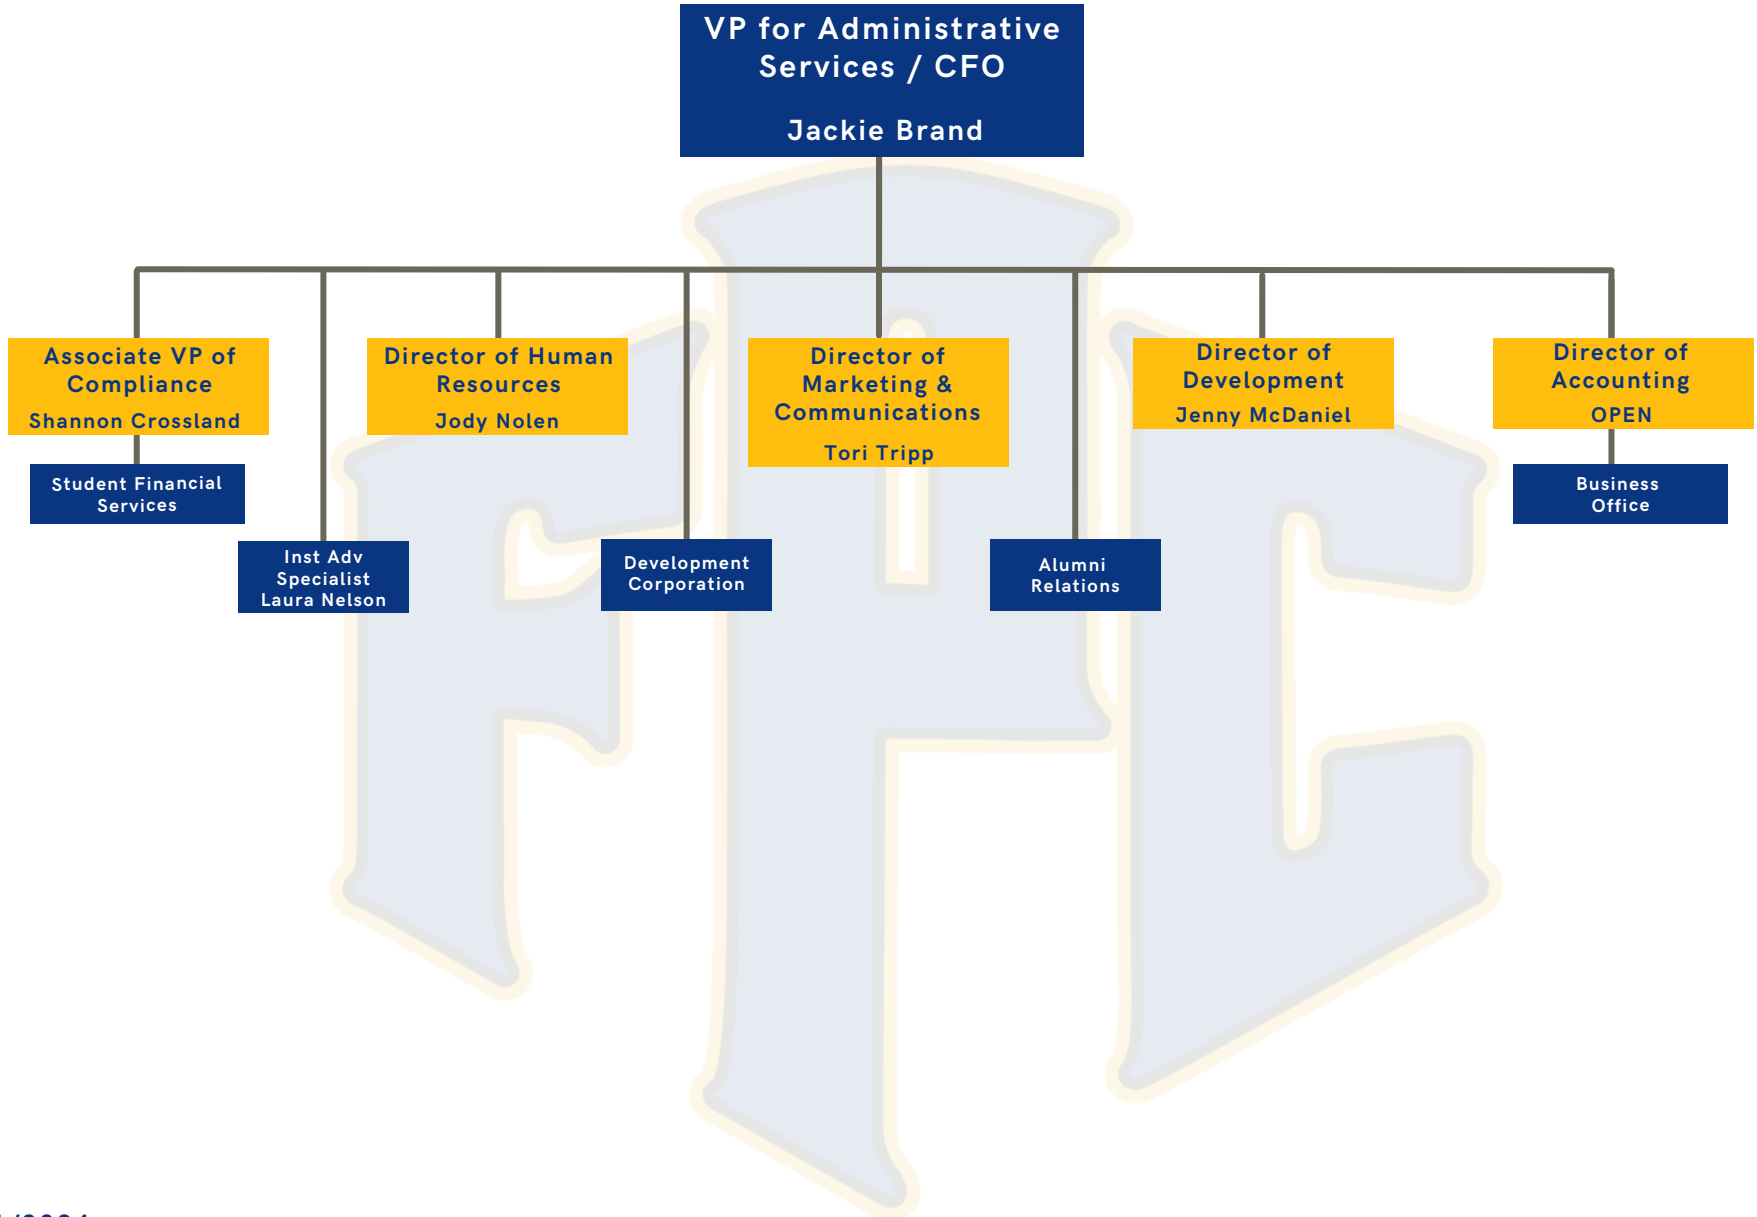 VP for Administrative
Services / CFO
Jackie Brand
Associate VP of
Compliance
Shannon Crossland
Director of Human
Resources
Jody Nolen
Director of
Marketing &
Communications
Tori Tripp
Director of
Development
Jenny McDaniel
Director of
Accounting
OPEN
Student Financial
Services
Business
Office
Inst Adv
Specialist
Laura Nelson
Development
Corporation
Alumni
Relations
FPC